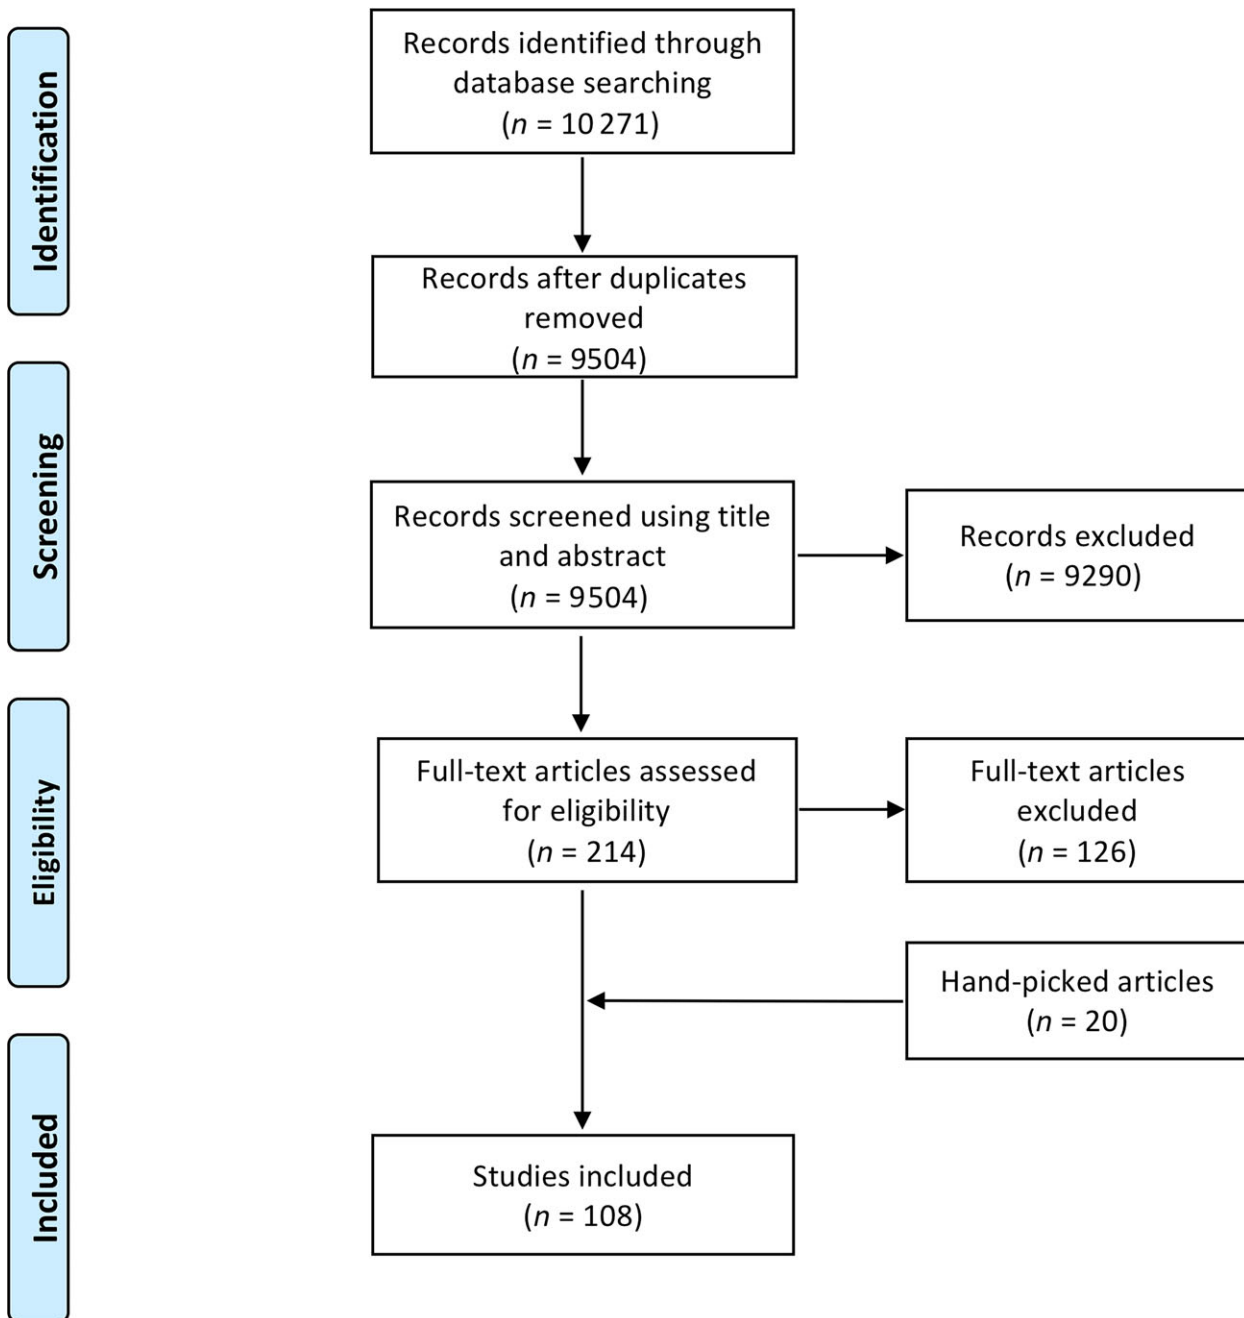 Identification
Records identified through
database searching
(n = 10 271)
Records after duplicates
removed
(n = 9504)
Screening
Records screened using title
and abstract
(n = 9504)
Records excluded
(n = 9290)
Eligibility
Full-text articles assessed
for eligibility
(n = 214)
Full-text articles
excluded
(n = 126)
Hand-picked articles
(n = 20)
Included
Studies included
(n = 108)